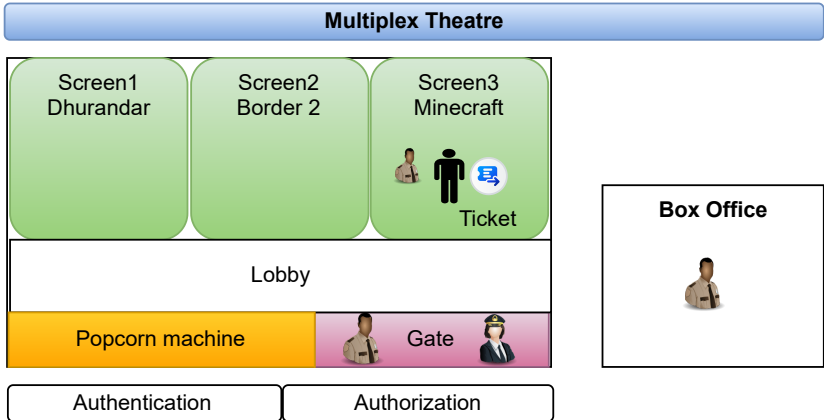 Multiplex Theatre
Screen1
Dhurandar
Screen2
Border 2
Screen3
Minecraft
Ticket
Box Office
Lobby
Popcorn machine
Gate
Authentication
Authorization